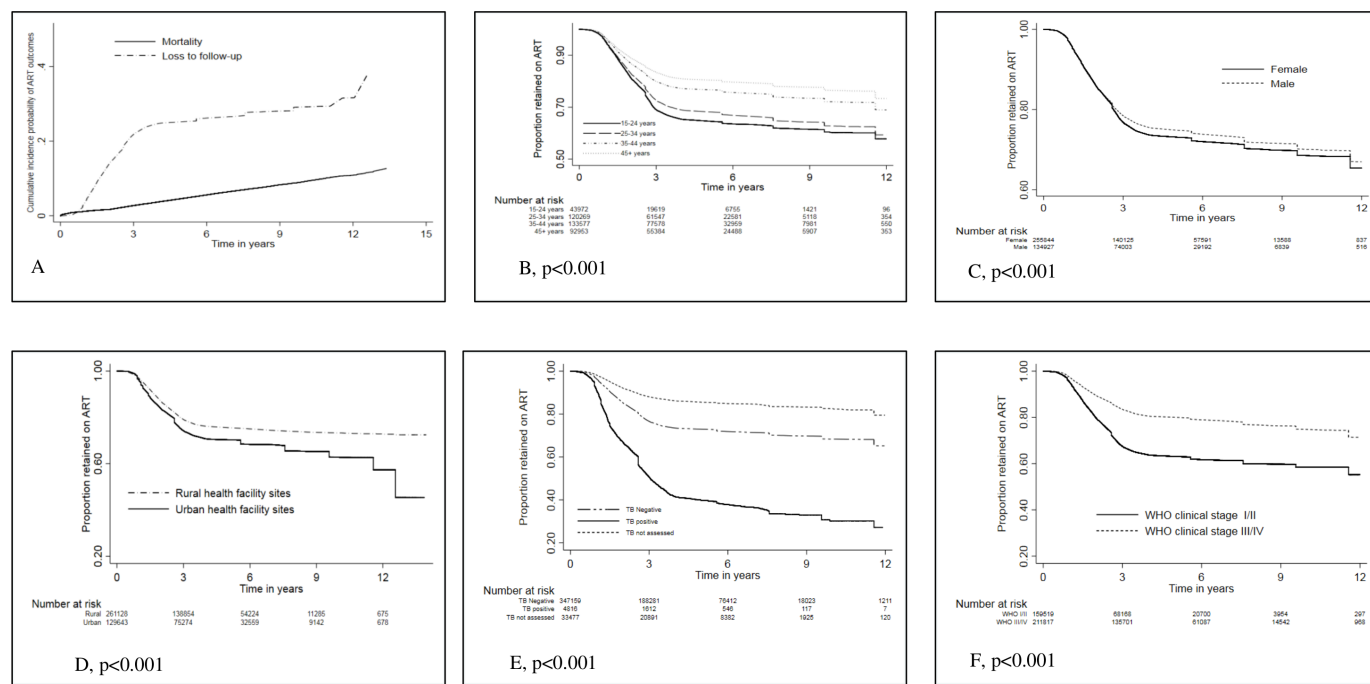 Cumulative incidence probability of ART outcomes
.4
.2
0
Mortality
Loss to follow-up
0 3 6 9 12 15
Time in years
A
Proportion retained on ART
0.90
0.70
0.50
15-24 years
25-34 years
35-44 years
45+ years
0 3 6 9 12
Time in years
Number at risk
15-24 years 43972 19619 6755 1421 96
25-34 years 120269 61547 22581 5118 354
35-44 years 133577 77578 32959 7981 550
45+ years 92953 55384 24488 5907 353
B, p<0.001
Proportion retained on ART
1.00
0.80
0.60
Female
Male
0 3 6 9 12
Time in years
Number at risk
Female 255844 140125 57591 13588 837
Male 134927 74003 29192 6839 516
C, p<0.001
Proportion retained on ART
1.00
0.60
0.20
Rural health facility sites
Urban health facility sites
0 3 6 9 12
Time in years
Number at risk
Rural 261128 138854 54224 11285 675
Urban 129643 75274 32559 9142 678
D, p<0.001
Proportion retained on ART
1.00
0.80
0.60
0.40
0.20
TB Negative
TB positive
TB not assessed
0 3 6 9 12
Time in years
Number at risk
TB Negative 347159 188281 76412 18023 1211
TB positive 4816 1612 546 117 7
TB not assessed 33477 20891 8382 1925 120
E, p<0.001
Proportion retained on ART
1.00
0.80
0.60
0.40
0.20
WHO clinical stage I/II
WHO clinical stage III/IV
0 3 6 9 12
Time in years
Number at risk
WHO I/II 159519 68168 20700 3954 297
WHO III/IV 211817 135701 61087 14542 968
F, p<0.001